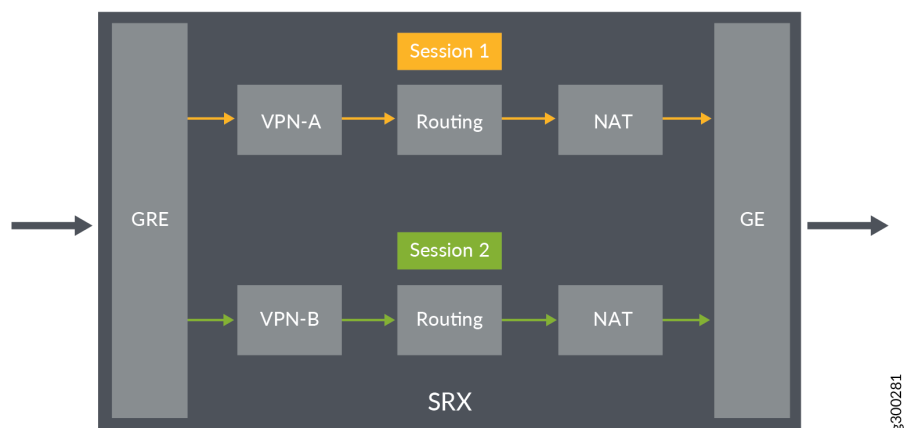 Session 1
VPN-A
Routing
NAT
GRE
GE
Session 2
VPN-B
Routing
NAT
SRX
g300281